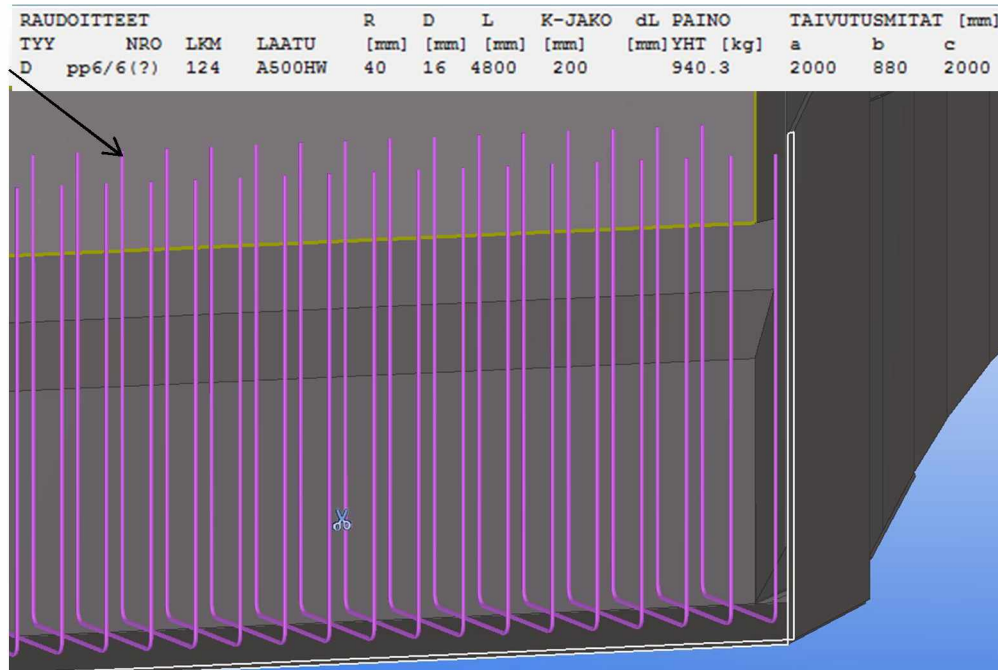 RAUDOITTEET R D L K-JAKO dL PAINO TAIVUTUSMITAT [mm]
TYY NRO LKM LAATU [mm] [mm] [mm] [mm] [mm] YHT [kg] a b c
D pp6/6(?) 124 A500HW 40 16 4800 200 940.3 2000 880 2000